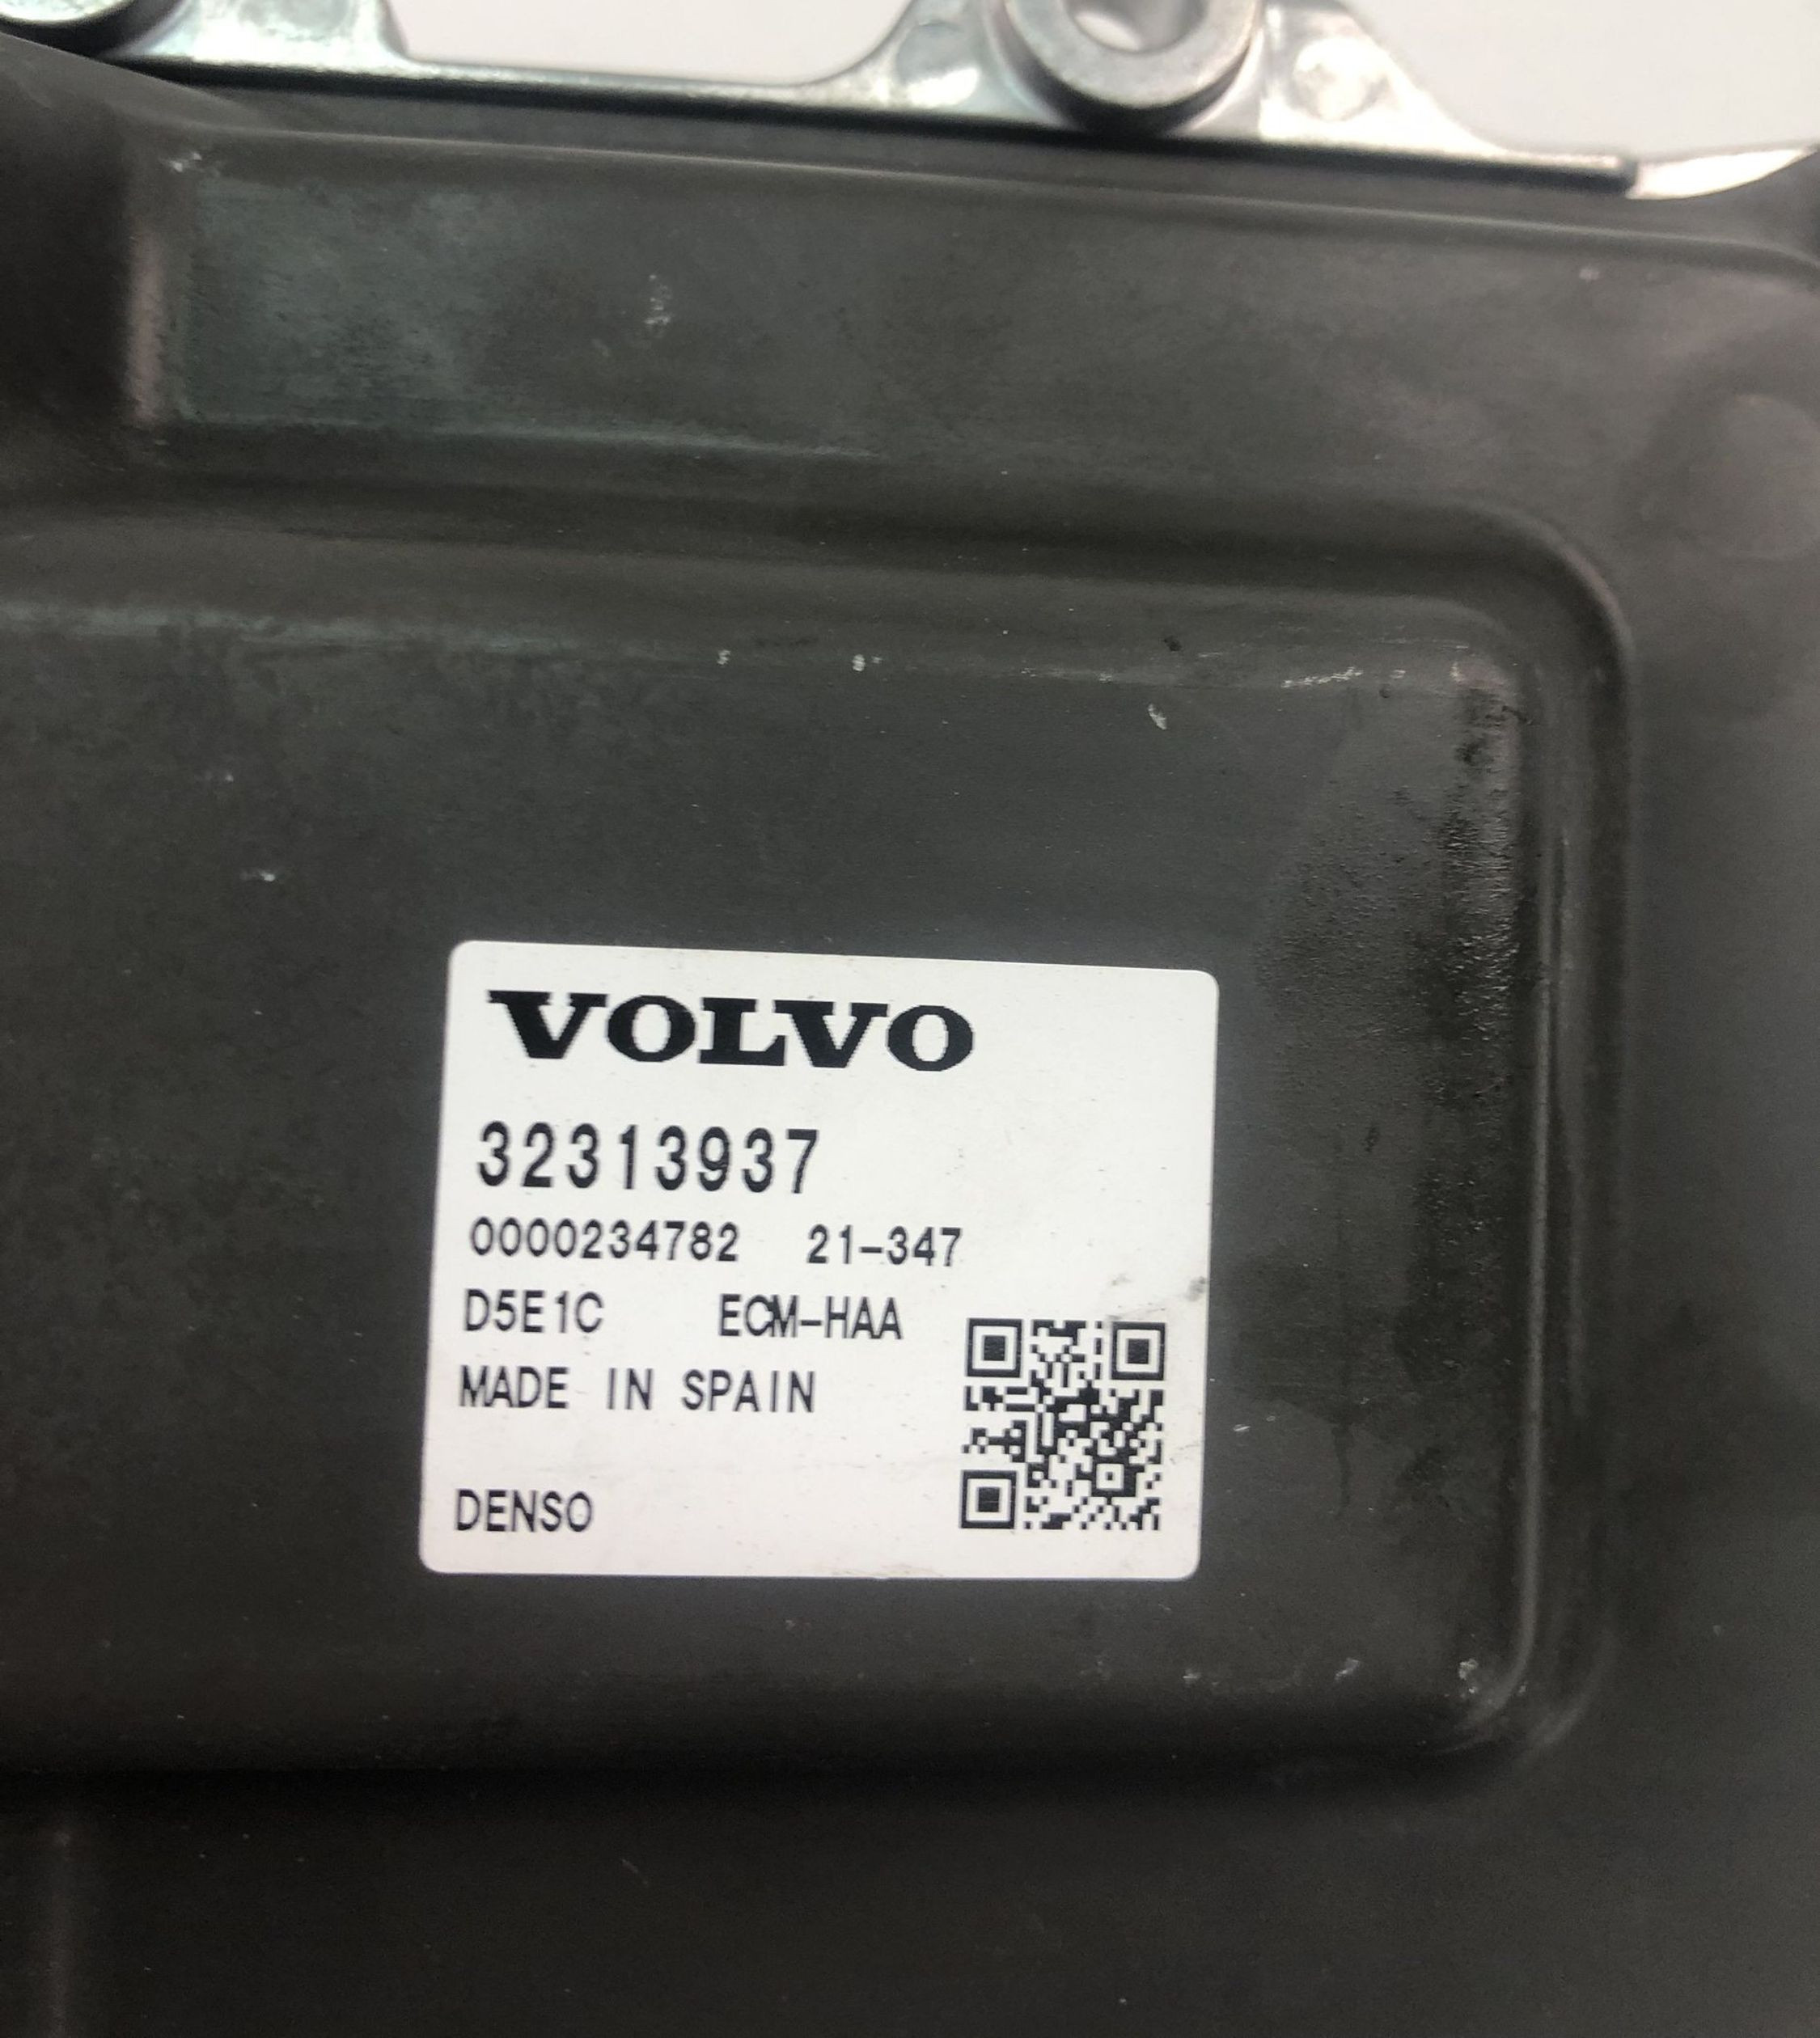 VOLVO
32313937
0000234782 21-347
D5E1C ECM-HAA
MADE IN SPAIN
DENSO